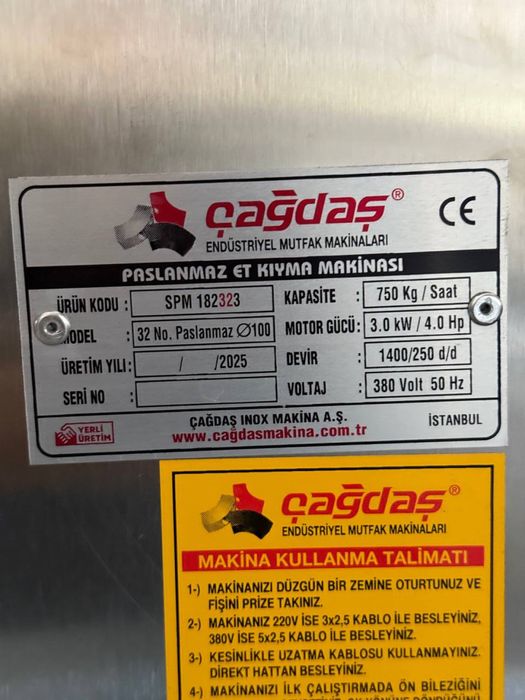 çağdaş®
CE
ENDÜSTRİYEL MUTFAK MAKİNALARI
PASLANMAZ ET KIYMA MAKİNASI
ÜRÜN KODU : SPM 182323 KAPASİTE : 750 Kg / Saat
MODEL : 32 No. Paslanmaz Ø100 MOTOR GÜCÜ : 3.0 kW / 4.0 Hp
ÜRETİM YILI : / /2025 DEVİR : 1400/250 d/d
SERİ NO : VOLTAJ : 380 Volt 50 Hz
YERLİ ÜRETİM
ÇAĞDAŞ INOX MAKİNA A.Ş. İSTANBUL
www.cagdasmakina.com.tr
çağdaş®
ENDÜSTRİYEL MUTFAK MAKİNALARI
MAKİNA KULLANMA TALİMATI
1-) MAKİNANIZI DÜZGÜN BİR ZEMİNE OTURTUNUZ VE
FİŞİNİ PRİZE TAKINIZ.
2-) MAKİNANIZ 220V İSE 3x2,5 KABLO İLE BESLEYİNİZ,
380V İSE 5x2,5 KABLO İLE BESLEYİNİZ.
3-) KESİNLİKLE UZATMA KABLOSU KULLANMAYINIZ.
DİREKT HATTAN BESLEYİNİZ.
4-) MAKİNANIZI İLK ÇALIŞTIRMADA ÖN BİLEZİĞİNİ